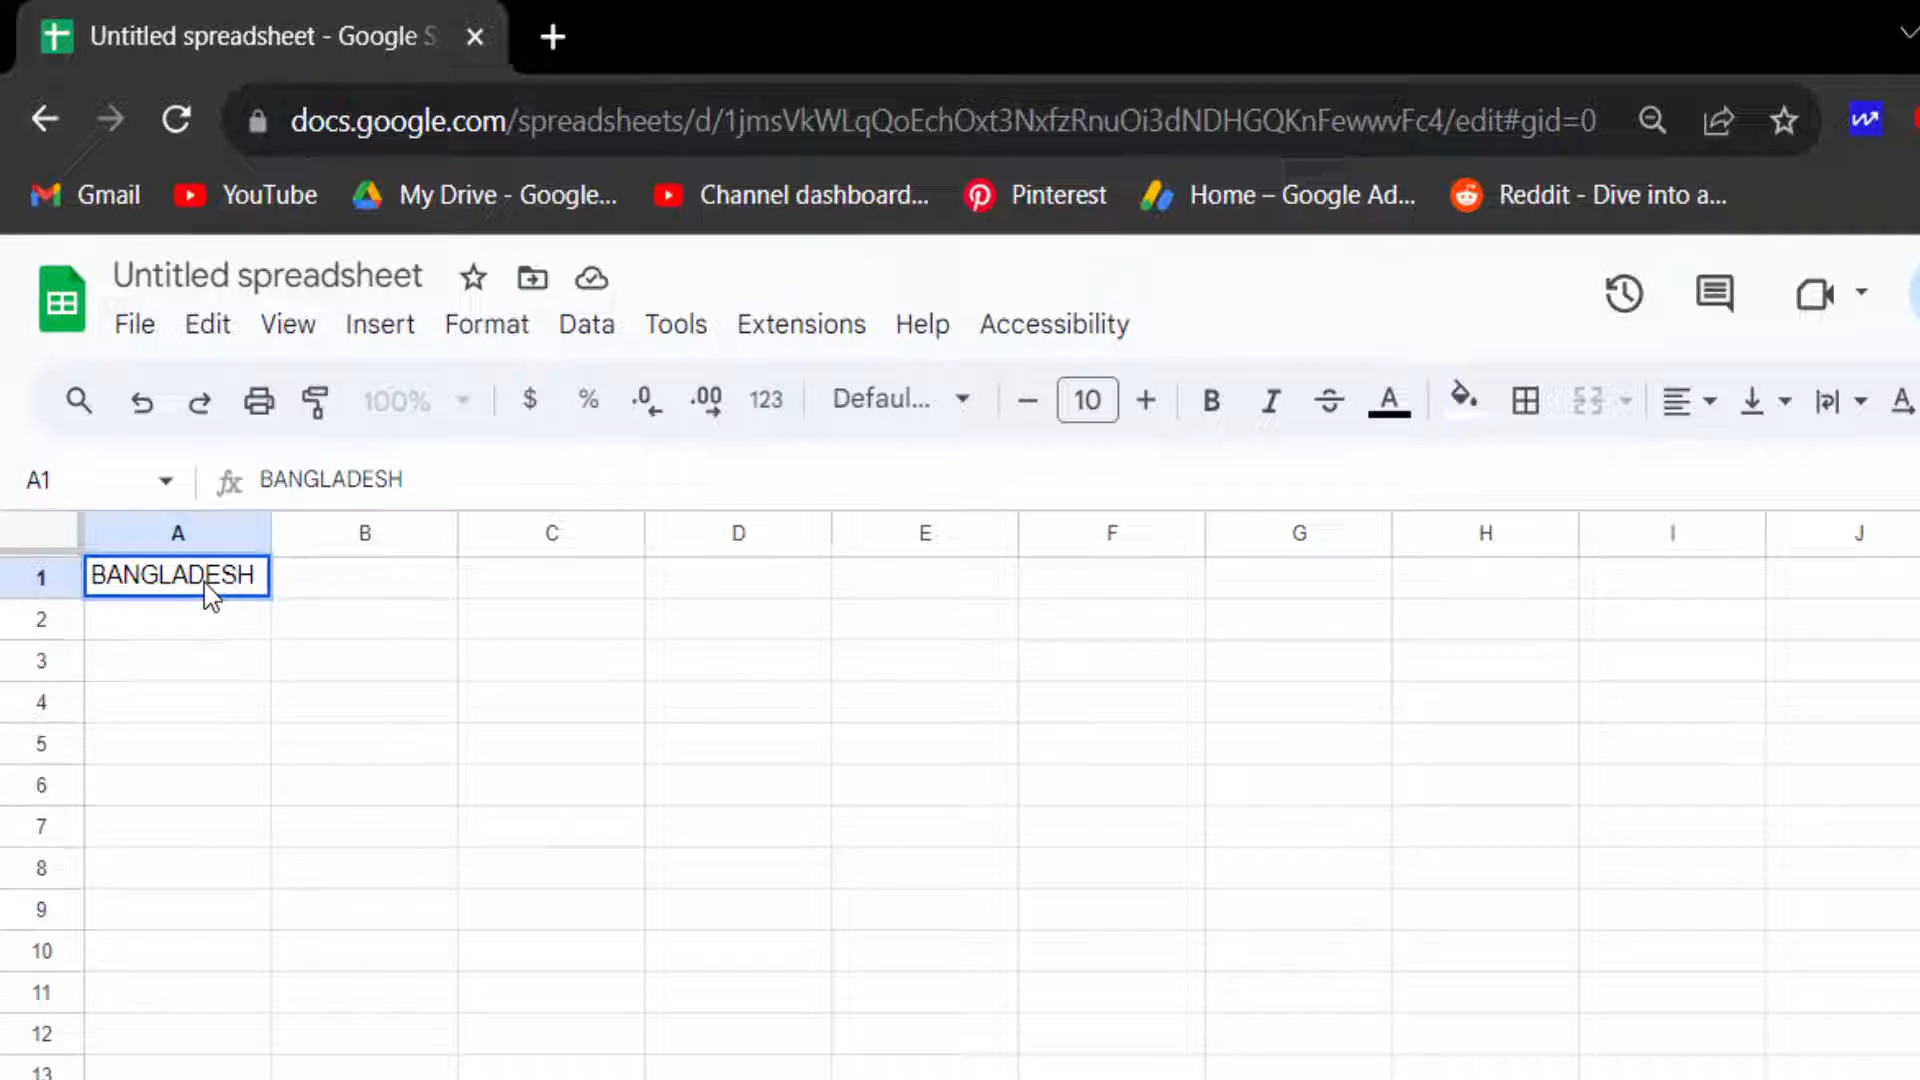 Untitled spreadsheet - Google S
docs.google.com/spreadsheets/d/1jmsVkWLqQoEchOxt3NxfzRnuOi3dNDHGQKnFewwvFc4/edit#gid=0
Gmail YouTube My Drive - Google... Channel dashboard... Pinterest Home – Google Ad... Reddit - Dive into a...
Untitled spreadsheet
File Edit View Insert Format Data Tools Extensions Help Accessibility
100% $ % .0 .00 123 Defaul... 10 B I A A
A1 fx BANGLADESH
A B C D E F G H I J
1 BANGLADESH
2
3
4
5
6
7
8
9
10
11
12
13